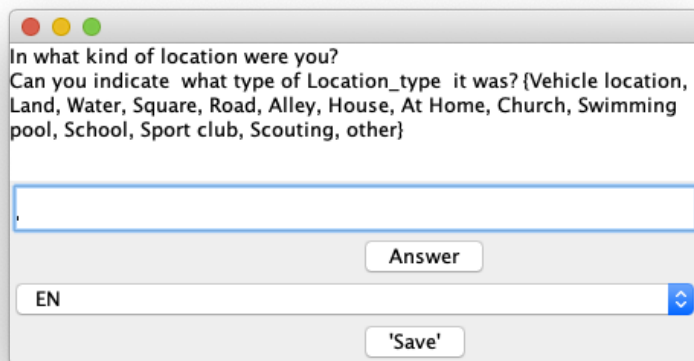 In what kind of location were you?
Can you indicate  what type of Location_type  it was? {Vehicle location,
Land, Water, Square, Road, Alley, House, At Home, Church, Swimming
pool, School, Sport club, Scouting, other}
Answer
EN
'Save'